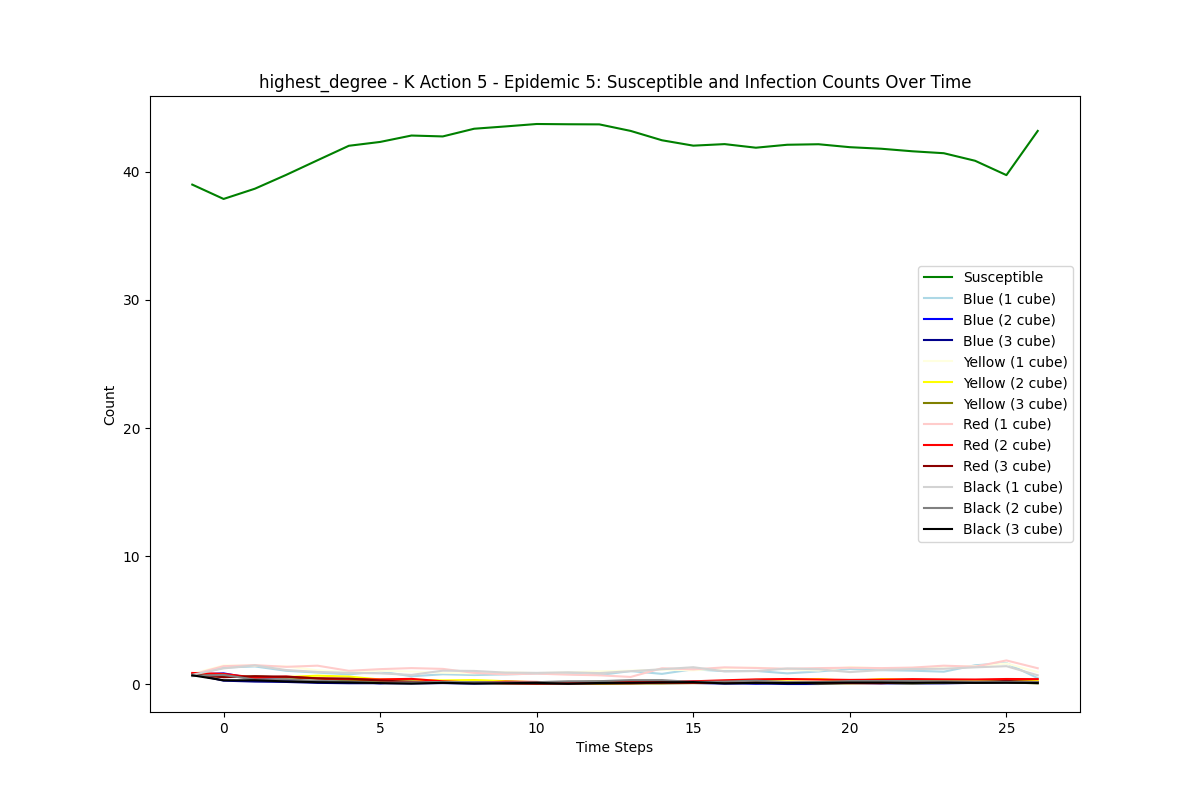 highest_degree - K Action 5 - Epidemic 5: Susceptible and Infection Counts Over Time
Count
40
30
20
10
0
Susceptible
Blue (1 cube)
Blue (2 cube)
Blue (3 cube)
Yellow (1 cube)
Yellow (2 cube)
Yellow (3 cube)
Red (1 cube)
Red (2 cube)
Red (3 cube)
Black (1 cube)
Black (2 cube)
Black (3 cube)
0 5 10 15 20 25
Time Steps